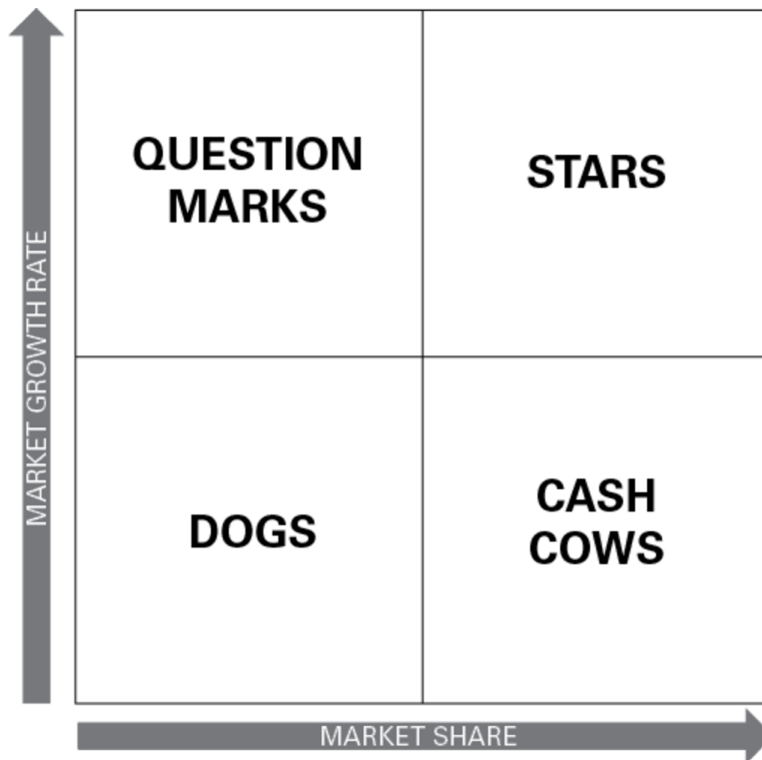 QUESTION
MARKS
STARS
MARKET GROWTH RATE
DOGS
CASH
COWS
MARKET SHARE